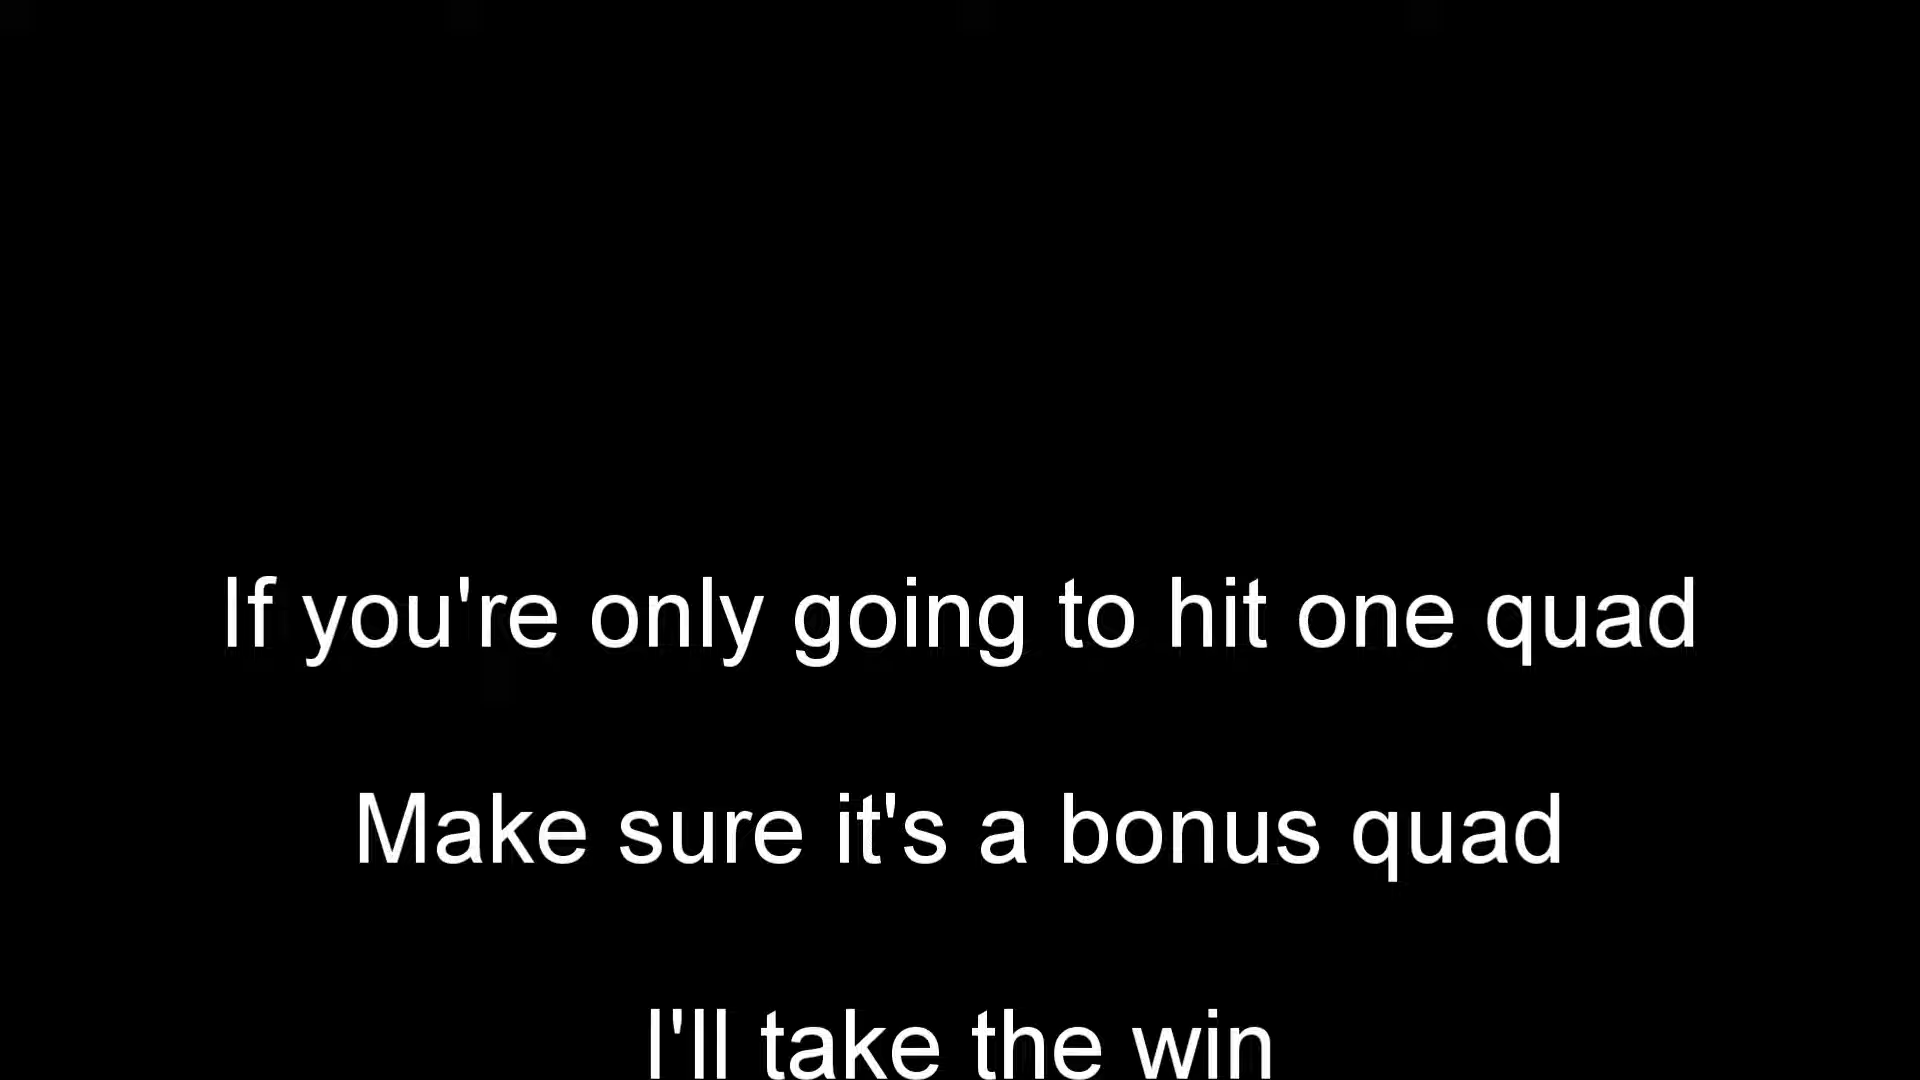 If you're only going to hit one quad
Make sure it's a bonus quad
I'll take the win